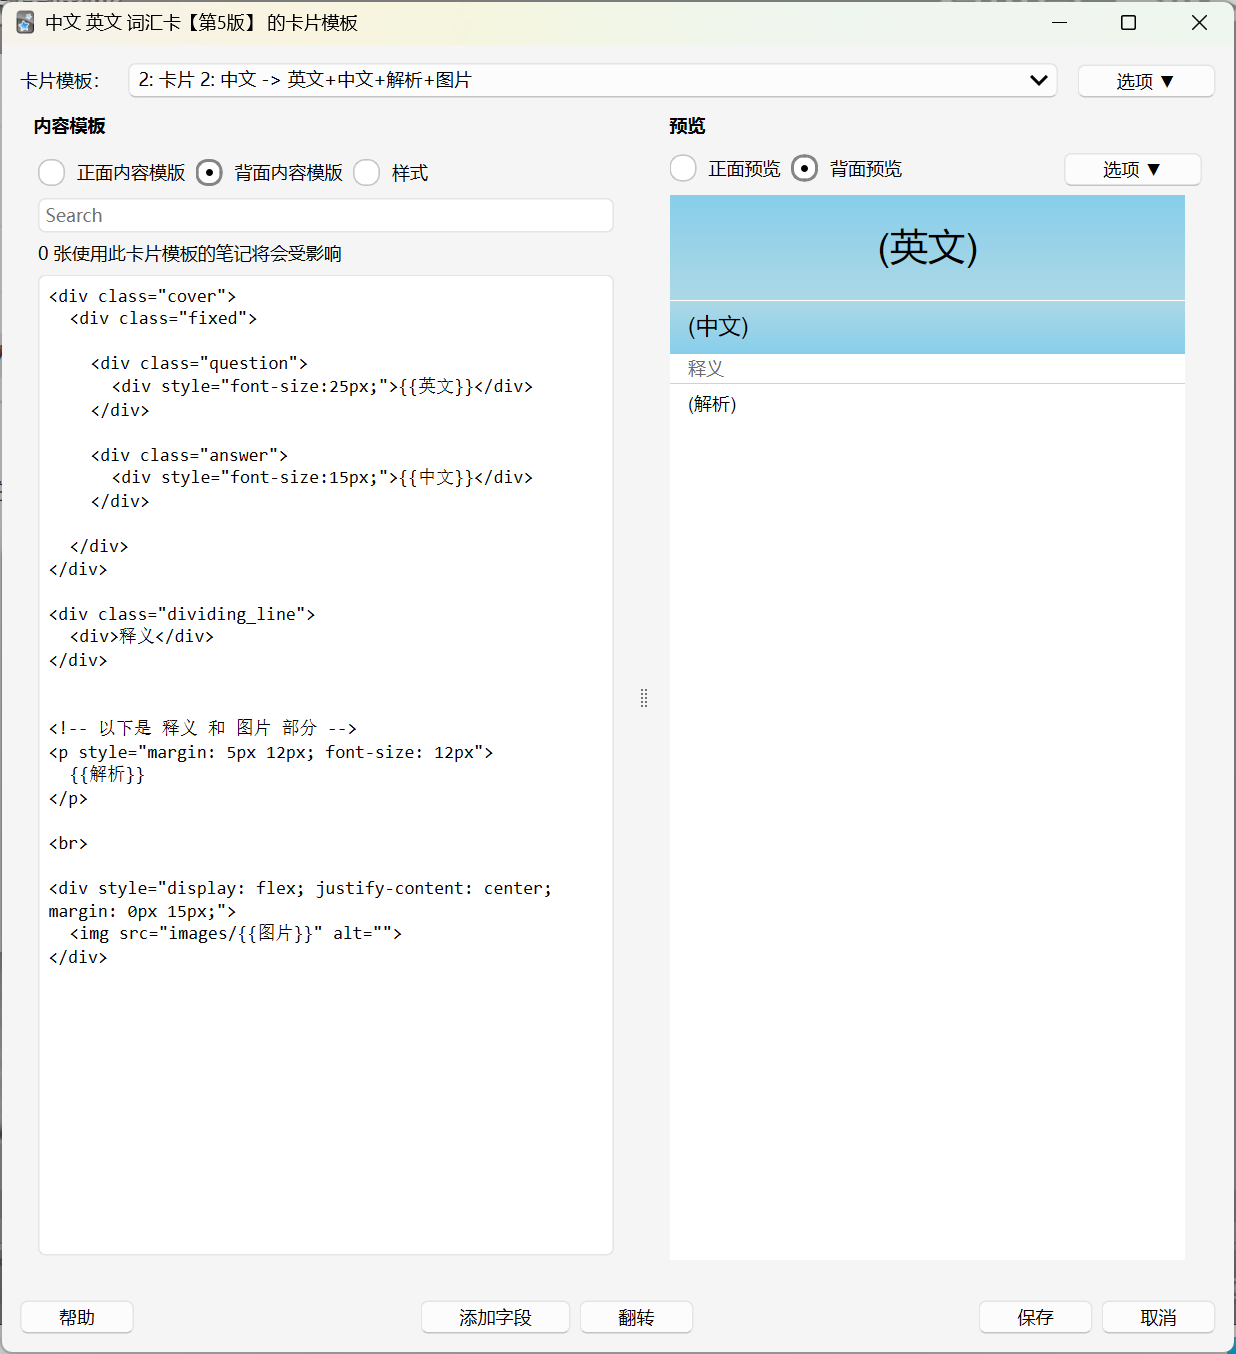 中文 英文 词汇卡【第5版】 的卡片模板
卡片模板：
2: 卡片 2: 中文 -> 英文+中文+解析+图片
选项 ▼
内容模板
正面内容模版
背面内容模版
样式
Search
0 张使用此卡片模板的笔记将会受影响
<div class="cover">
  <div class="fixed">
    <div class="question">
      <div style="font-size:25px;">{{英文}}</div>
    </div>
    <div class="answer">
      <div style="font-size:15px;">{{中文}}</div>
    </div>
  </div>
</div>
<div class="dividing_line">
  <div>释义</div>
</div>
<!-- 以下是 释义 和 图片 部分 -->
<p style="margin: 5px 12px; font-size: 12px">
  {{解析}}
</p>
<br>
<div style="display: flex; justify-content: center;
margin: 0px 15px;">
  <img src="images/{{图片}}" alt="">
</div>
预览
正面预览
背面预览
选项 ▼
(英文)
(中文)
释义
(解析)
帮助
添加字段
翻转
保存
取消